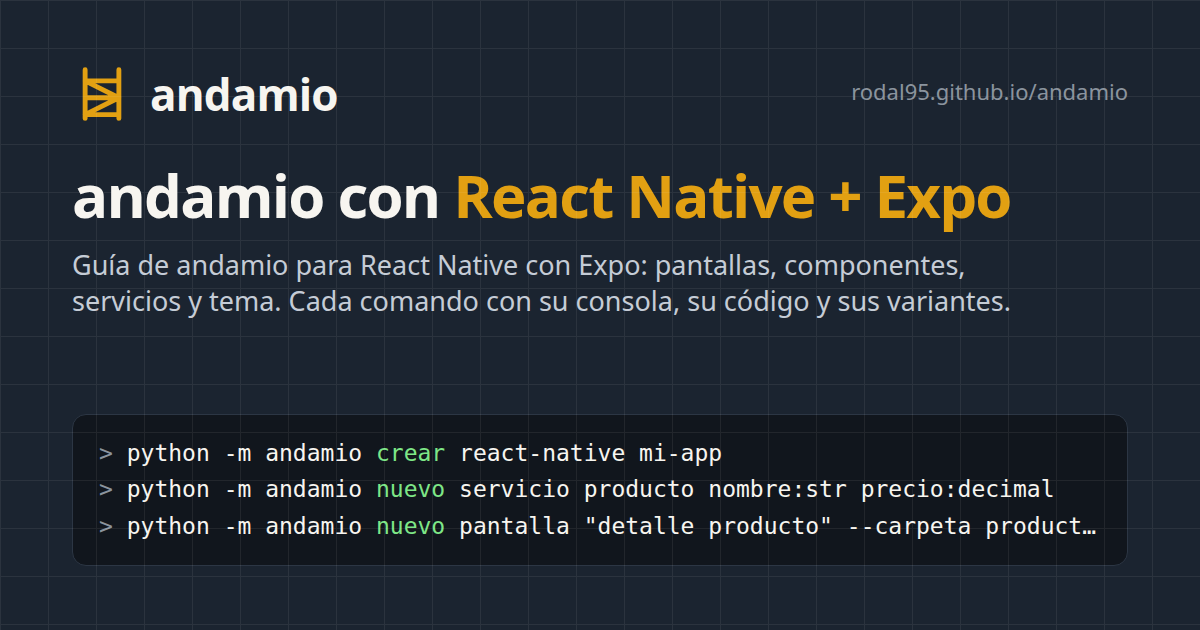 andamio
rodal95.github.io/andamio
andamio con React Native + Expo
Guía de andamio para React Native con Expo: pantallas, componentes,
servicios y tema. Cada comando con su consola, su código y sus variantes.
> python -m andamio crear react-native mi-app
> python -m andamio nuevo servicio producto nombre:str precio:decimal
> python -m andamio nuevo pantalla "detalle producto" --carpeta product…